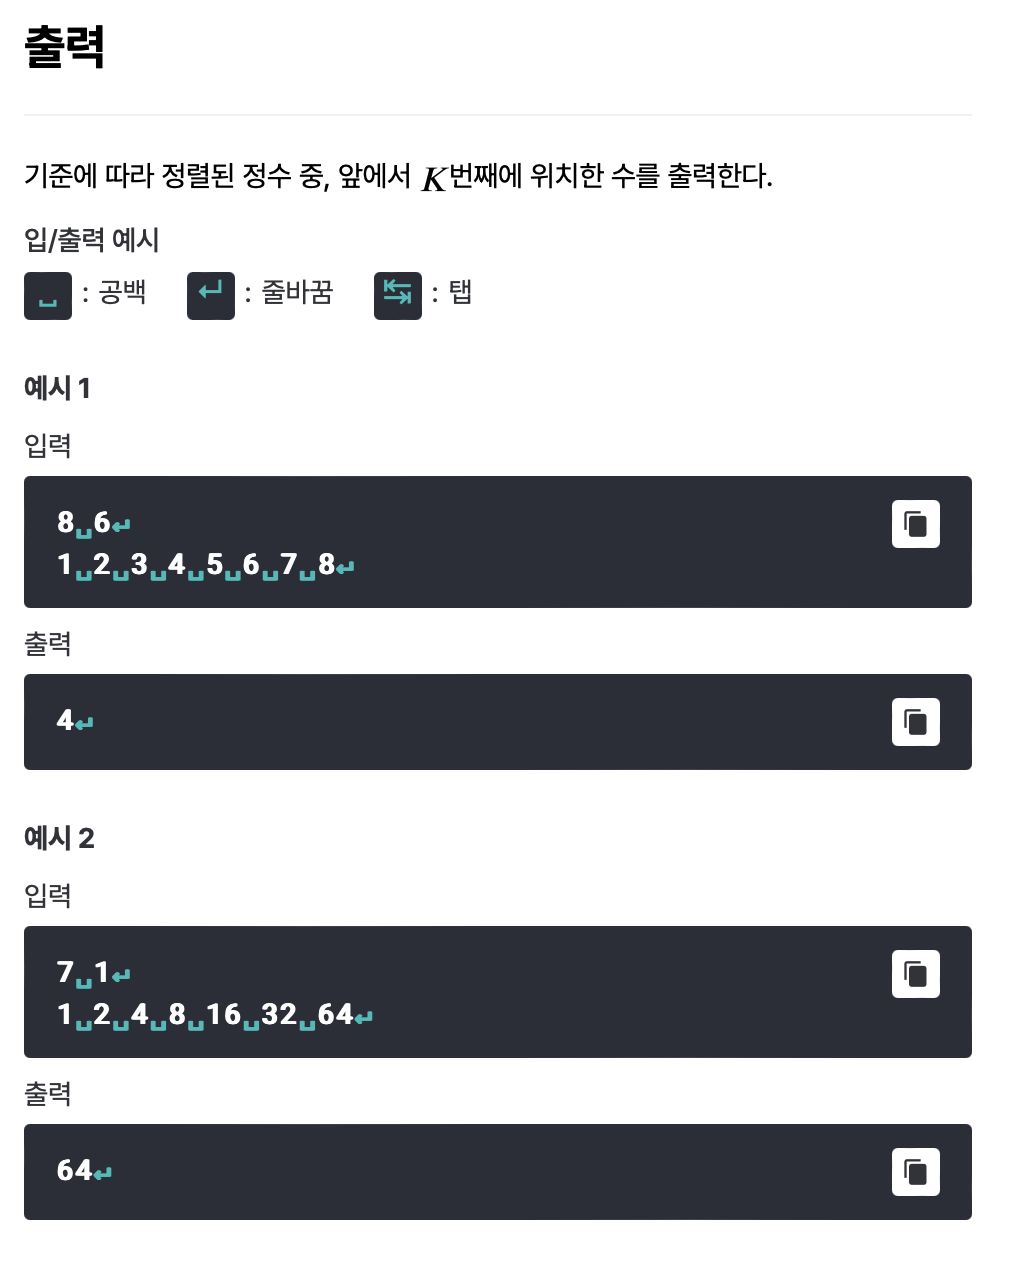 출력
기준에 따라 정렬된 정수 중, 앞에서 K번째에 위치한 수를 출력한다.
입/출력 예시
␣ : 공백 ↵ : 줄바꿈 ↹ : 탭
예시 1
입력
8␣6↵
1␣2␣3␣4␣5␣6␣7␣8↵
출력
4↵
예시 2
입력
7␣1↵
1␣2␣4␣8␣16␣32␣64↵
출력
64↵